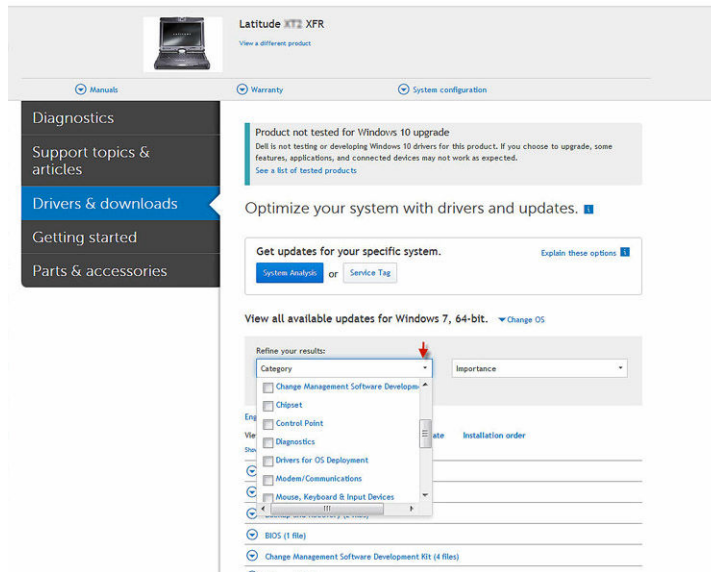 Latitude XT2 XFR
View a different product
Manuals
Warranty
System configuration
Diagnostics
Support topics &
articles
Drivers & downloads
Getting started
Parts & accessories
Product not tested for Windows 10 upgrade
Dell is not testing or developing Windows 10 drivers for this product. If you choose to upgrade, some
features, applications, and connected devices may not work as expected.
See a list of tested products
Optimize your system with drivers and updates.
Get updates for your specific system.
Explain these options
System Analysis or Service Tag
View all available updates for Windows 7, 64-bit. Change OS
Refine your results:
Category
Importance
Change Management Software Developme
Chipset
Control Point
Diagnostics
Drivers for OS Deployment
Modem/Communications
Mouse, Keyboard & Input Devices
Eng
Vie
ate
Installation order
BIOS (1 file)
Change Management Software Development Kit (4 files)